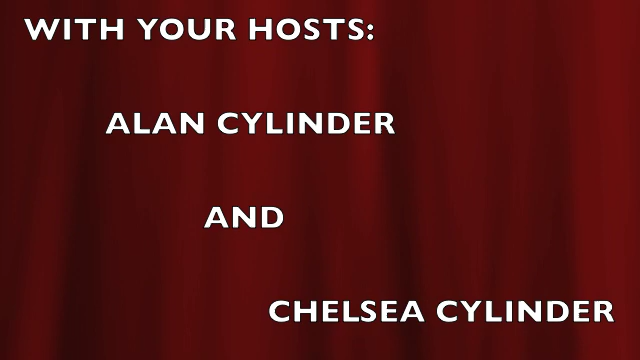 WITH YOUR HOSTS:
ALAN CYLINDER
AND
CHELSEA CYLINDER